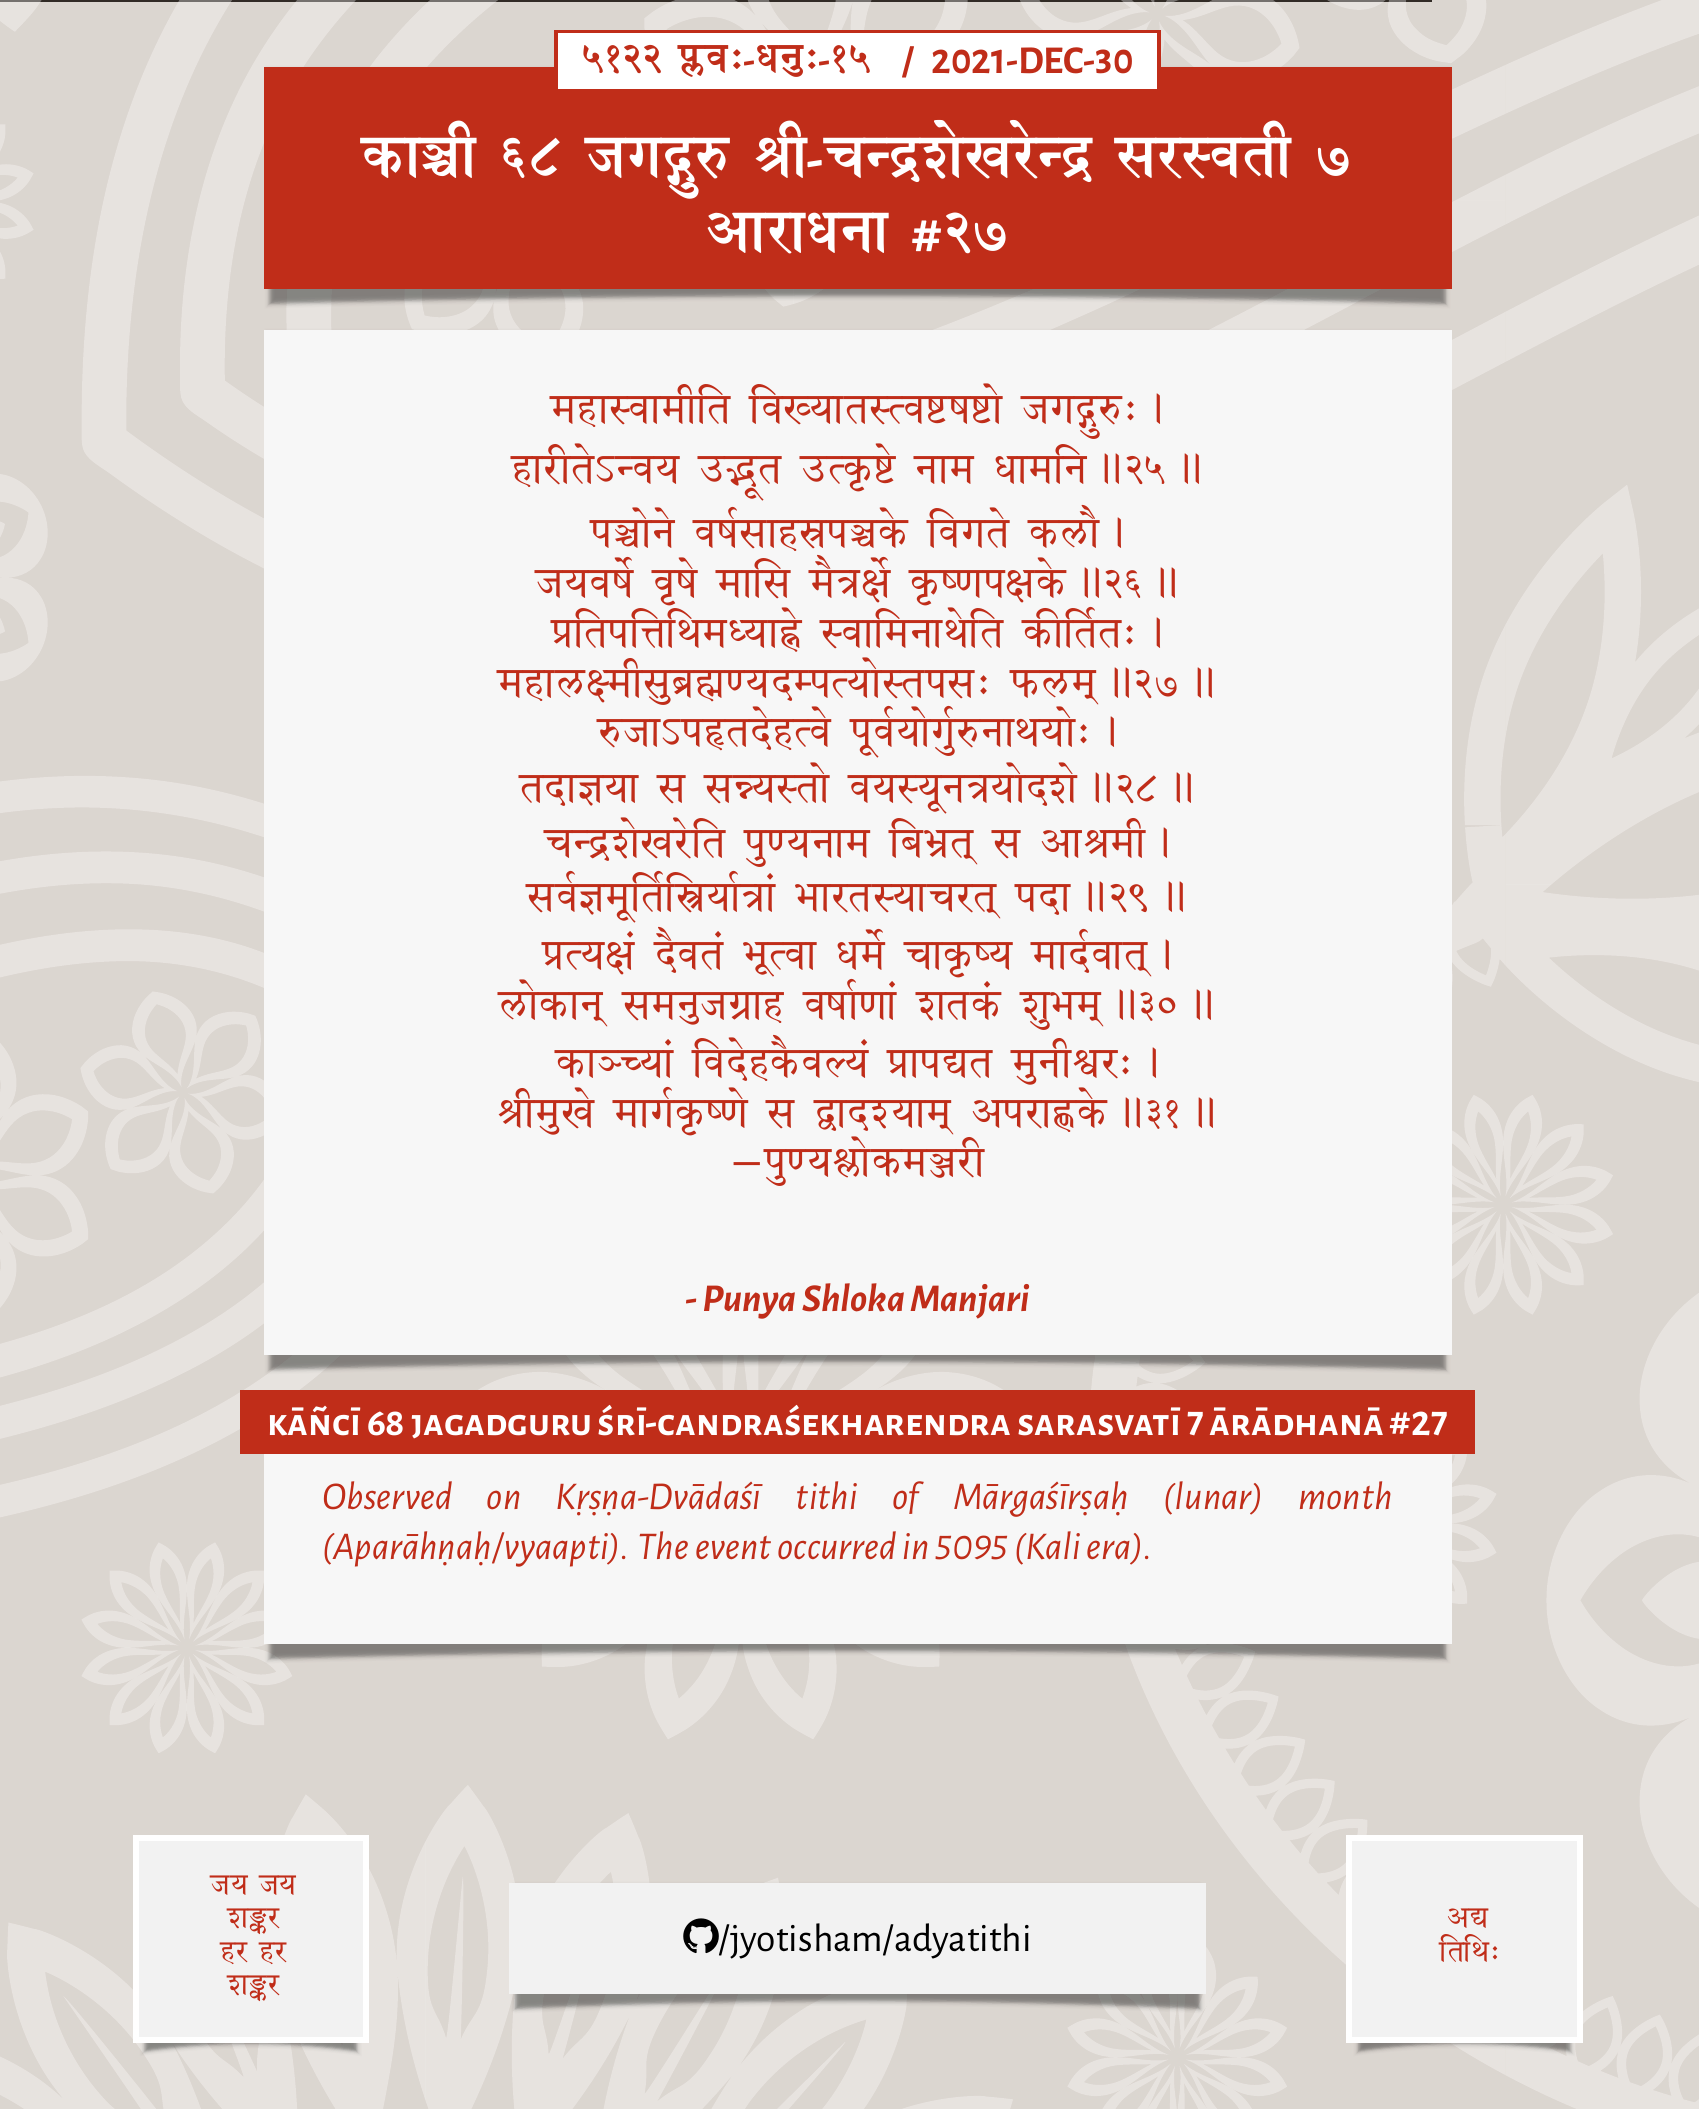 ५१२२ प्लवः-धनुः-१५ / 2021-DEC-30
काञ्ची ६८ जगद्गुरु श्री-चन्द्रशेखरेन्द्र सरस्वती ७
आराधना #२७
महास्वामीति विख्यातस्त्वष्टषष्टो जगद्गुरुः ।
हारीतेऽन्वय उद्भूत उत्कृष्टे नाम धामनि ॥२५ ॥
पञ्चोने वर्षसाहस्रपञ्चके विगते कलौ ।
जयवर्षे वृषे मासि मैत्रर्क्षे कृष्णपक्षके ॥२६ ॥
प्रतिपत्तिथिमध्याह्ने स्वामिनाथेति कीर्तितः ।
महालक्ष्मीसुब्रह्मण्यदम्पत्योस्तपसः फलम् ॥२७ ॥
रुजाऽपहृतदेहत्वे पूर्वयोर्गुरुनाथयोः ।
तदाज्ञया स सन्न्यस्तो वयस्यूनत्रयोदशे ॥२८ ॥
चन्द्रशेखरेति पुण्यनाम बिभ्रत् स आश्रमी ।
सर्वज्ञमूर्तिस्त्रिर्यात्रां भारतस्याचरत् पदा ॥२९ ॥
प्रत्यक्षं दैवतं भूत्वा धर्मे चाकृष्य मार्दवात् ।
लोकान् समनुजग्राह वर्षाणां शतकं शुभम् ॥३० ॥
काञ्च्यां विदेहकैवल्यं प्रापद्यत मुनीश्वरः ।
श्रीमुखे मार्गकृष्णे स द्वादश्याम् अपराह्णके ॥३१ ॥
—पुण्यश्लोकमञ्जरी
- Punya Shloka Manjari
KĀÑCĪ 68 JAGADGURU ŚRĪ-CANDRAŚEKHARENDRA SARASVATĪ 7 ĀRĀDHANĀ #27
Observed on Kṛṣṇa-Dvādaśī tithi of Mārgaśīrṣaḥ (lunar) month
(Aparāhṇaḥ/vyaapti). The event occurred in 5095 (Kali era).
जय जय
शङ्कर
हर हर
शङ्कर
/jyotisham/adyatithi
अद्य
तिथिः